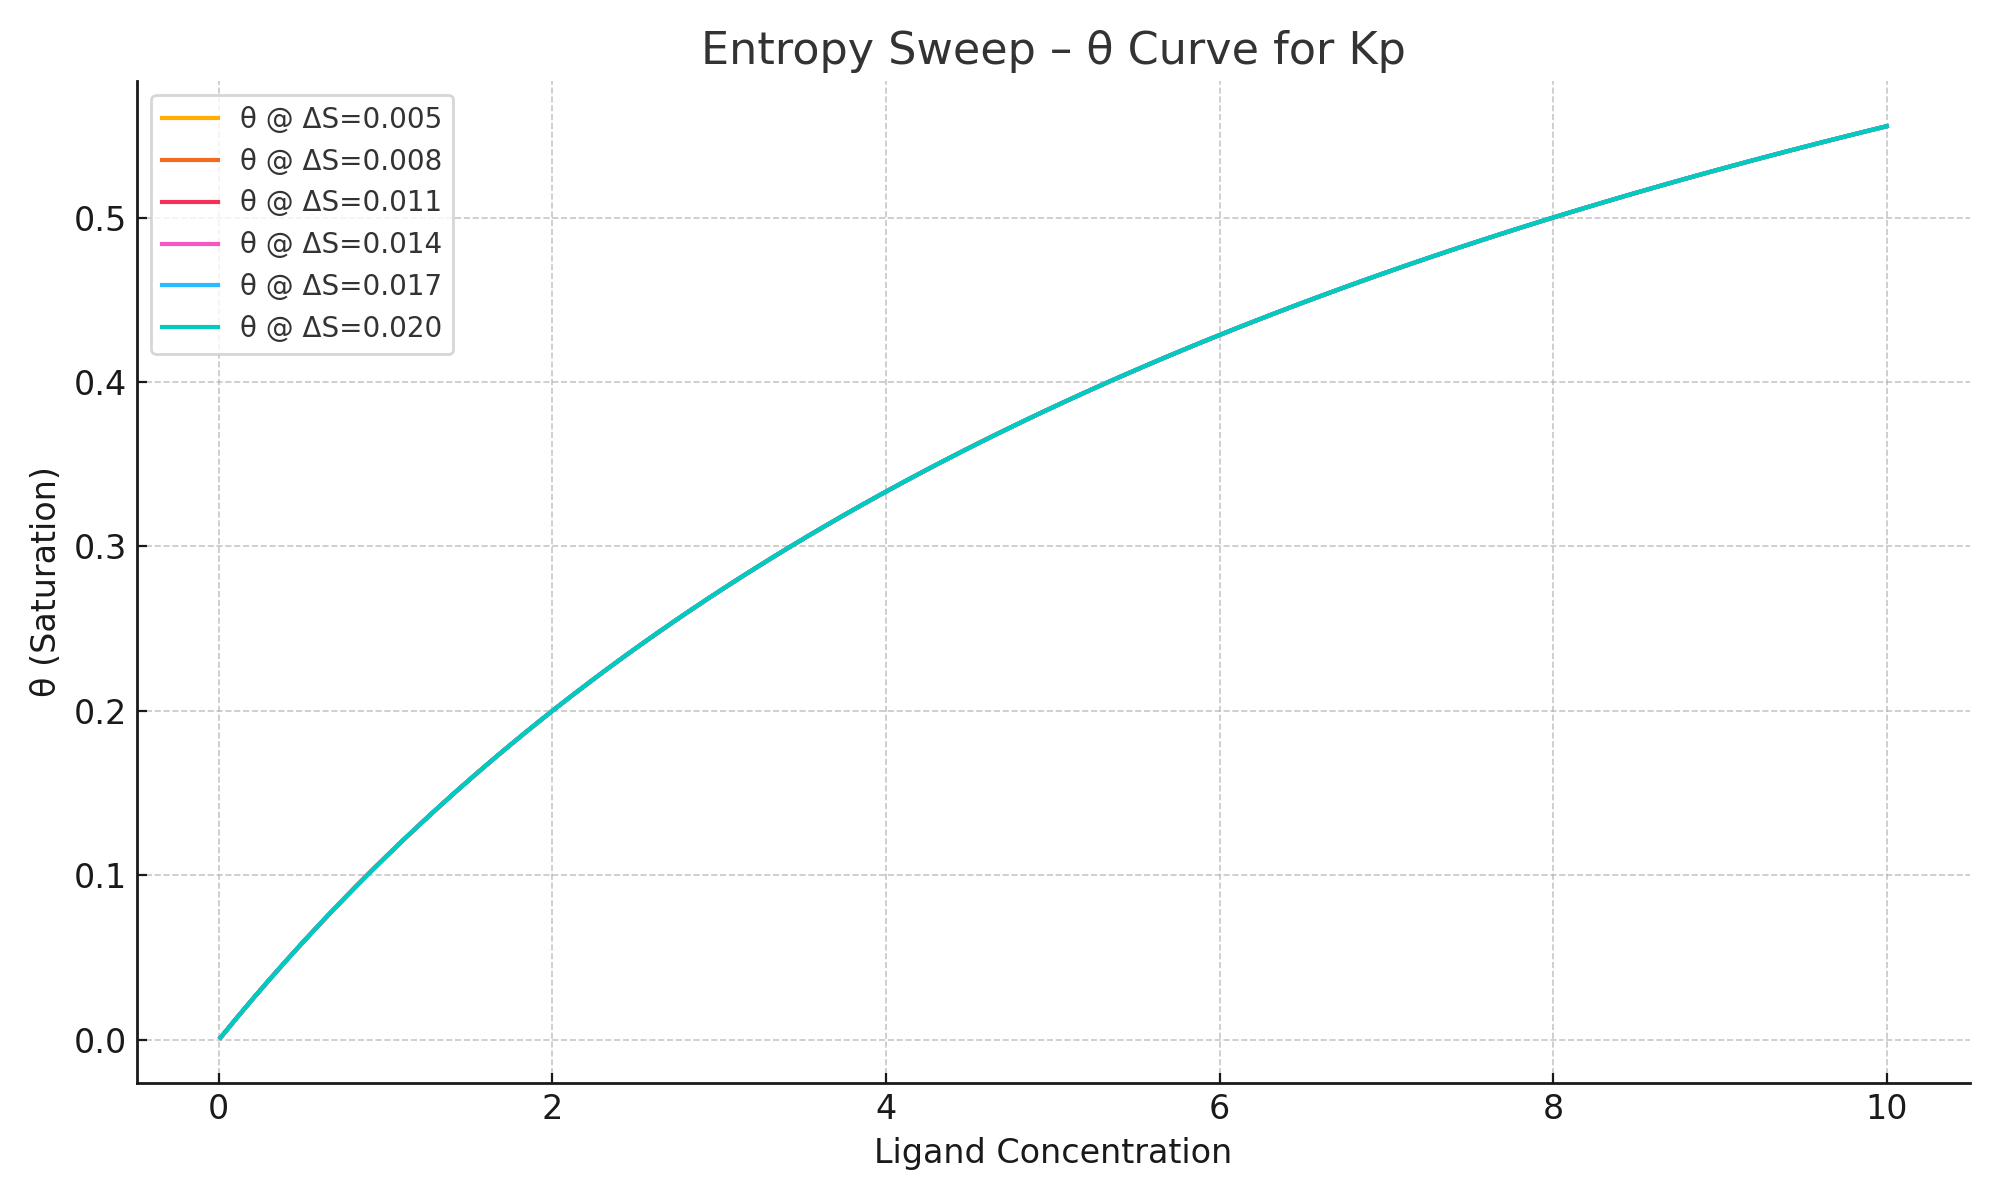 Entropy Sweep – θ Curve for Kp
θ @ ΔS=0.005
θ @ ΔS=0.008
θ @ ΔS=0.011
θ @ ΔS=0.014
θ @ ΔS=0.017
θ @ ΔS=0.020
θ (Saturation)
0.5
0.4
0.3
0.2
0.1
0.0
0 2 4 6 8 10
Ligand Concentration